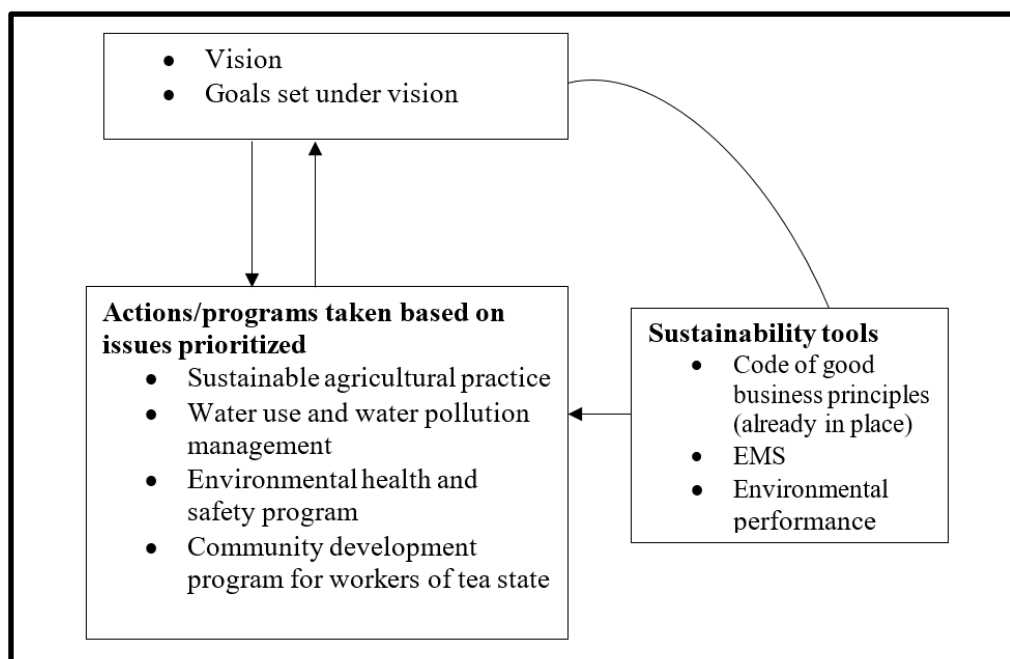 • Vision
• Goals set under vision
Actions/programs taken based on
issues prioritized
• Sustainable agricultural practice
• Water use and water pollution
management
• Environmental health and
safety program
• Community development
program for workers of tea state
Sustainability tools
• Code of good
business principles
(already in place)
• EMS
• Environmental
performance